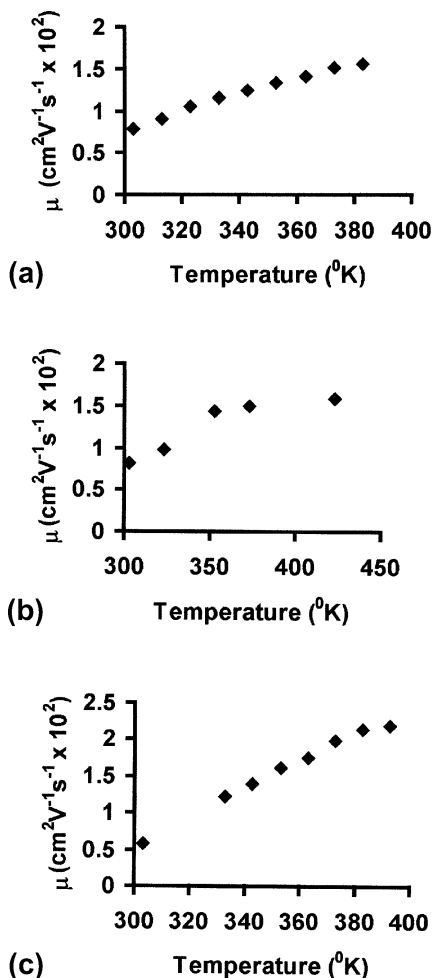 μ (cm²V⁻¹s⁻¹ x 10²)
2
1.5
1
0.5
0
300 320 340 360 380 400
(a) Temperature (⁰K)
μ (cm²V⁻¹s⁻¹ x 10²)
2
1.5
1
0.5
0
300 350 400 450
(b) Temperature (⁰K)
μ (cm²V⁻¹s⁻¹ x 10²)
2.5
2
1.5
1
0.5
0
300 320 340 360 380 400
(c) Temperature (⁰K)